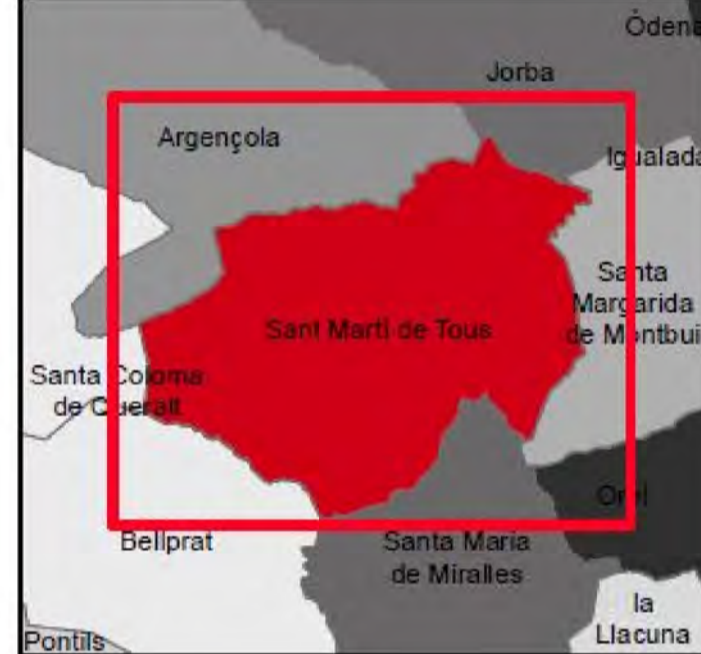 Òdena
Jorba
Argençola
Igualada
Santa
Margarida
de Montbui
Sant Martí de Tous
Santa Coloma
de Queralt
Orpí
Bellprat
Santa Maria
de Miralles
la
Llacuna
Pontils